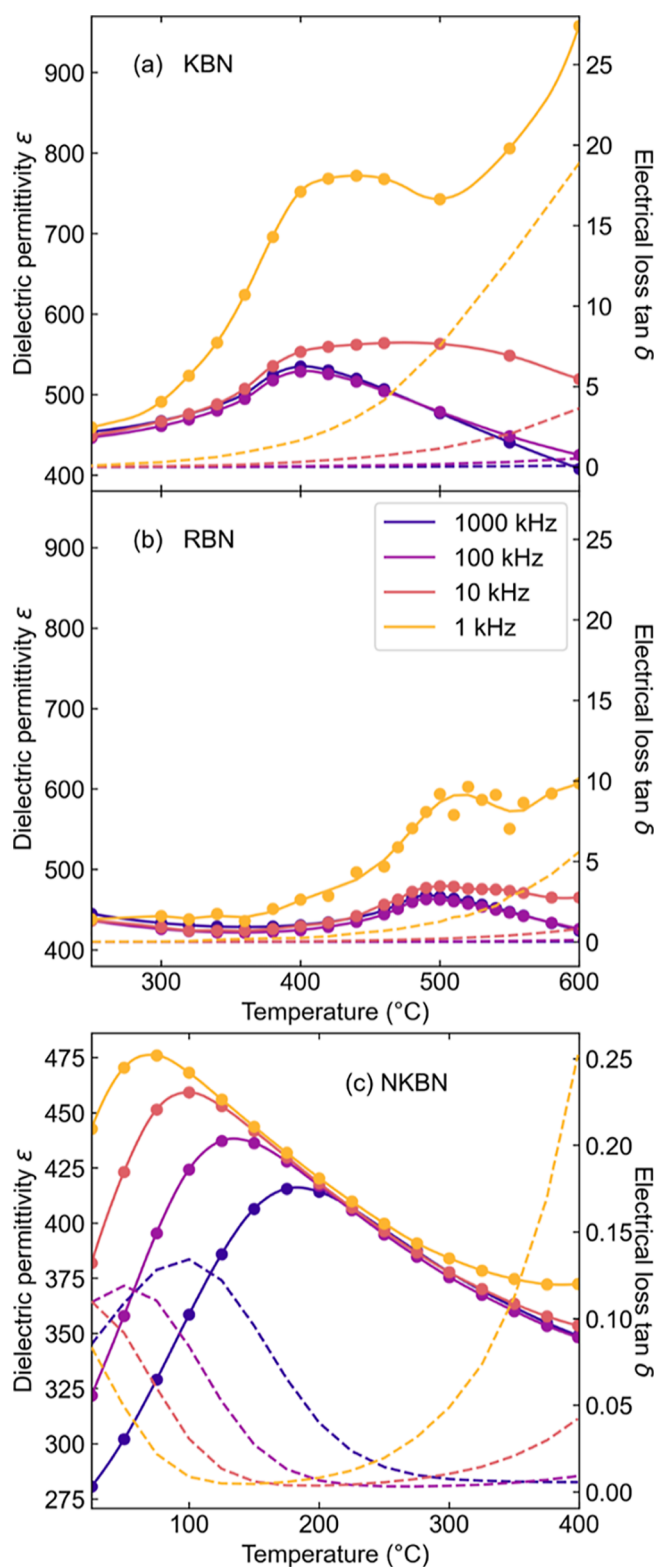 (a) KBN
Dielectric permittivity ε
900
800
700
600
500
400
Electrical loss tan δ
25
20
15
10
5
0
(b) RBN
1000 kHz
100 kHz
10 kHz
1 kHz
Dielectric permittivity ε
900
800
700
600
500
400
Electrical loss tan δ
25
20
15
10
5
0
300 400 500 600
Temperature (°C)
(c) NKBN
Dielectric permittivity ε
475
450
425
400
375
350
325
300
275
Electrical loss tan δ
0.25
0.20
0.15
0.10
0.05
0.00
100 200 300 400
Temperature (°C)